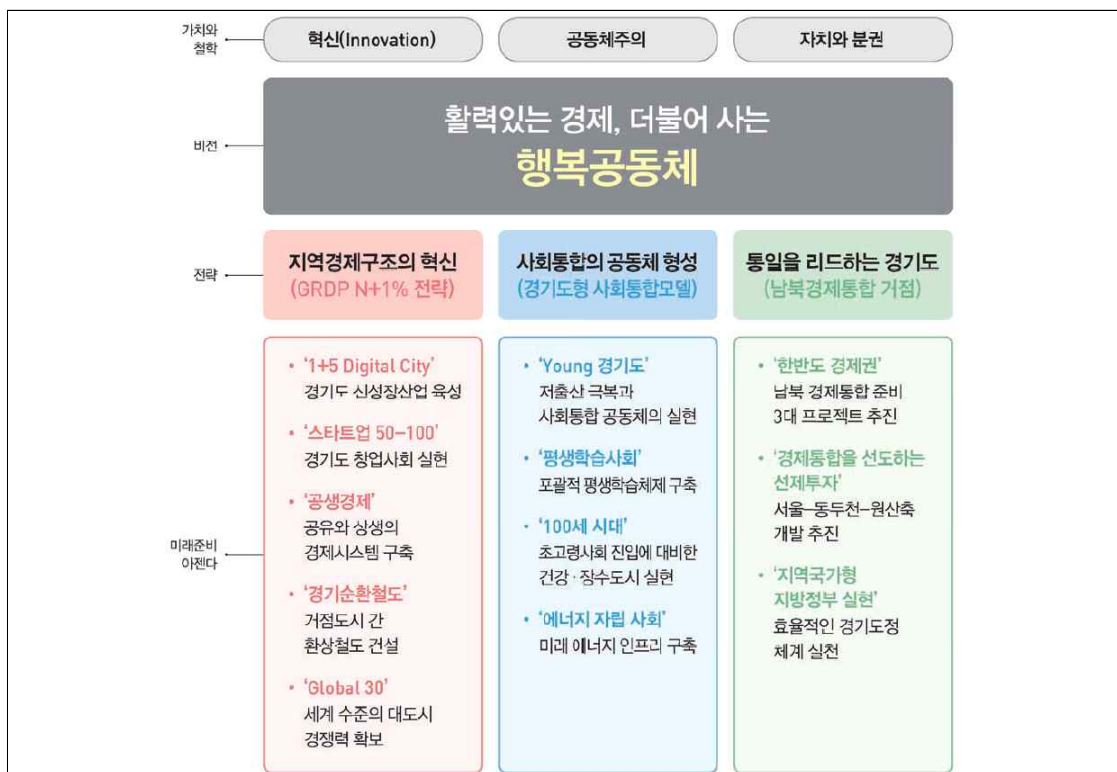 가치와
철학
혁신(Innovation)
공동체주의
자치와 분권
비전
활력있는 경제, 더불어 사는
행복공동체
전략
지역경제구조의 혁신
(GRDP N+1% 전략)
사회통합의 공동체 형성
(경기도형 사회통합모델)
통일을 리드하는 경기도
(남북경제통합 거점)
미래준비
아젠다
• '1+5 Digital City'
경기도 신성장산업 육성
• '스타트업 50–100'
경기도 창업사회 실현
• '공생경제'
공유와 상생의
경제시스템 구축
• '경기순환철도'
거점도시 간
환상철도 건설
• 'Global 30'
세계 수준의 대도시
경쟁력 확보
• 'Young 경기도'
저출산 극복과
사회통합 공동체의 실현
• '평생학습사회'
포괄적 평생학습체제 구축
• '100세 시대'
초고령사회 진입에 대비한
건강·장수도시 실현
• '에너지 자립 사회'
미래 에너지 인프라 구축
• '한반도 경제권'
남북 경제통합 준비
3대 프로젝트 추진
• '경제통합을 선도하는
선제투자'
서울–동두천–원산축
개발 추진
• '지역국가형
지방정부 실현'
효율적인 경기도정
체계 실천